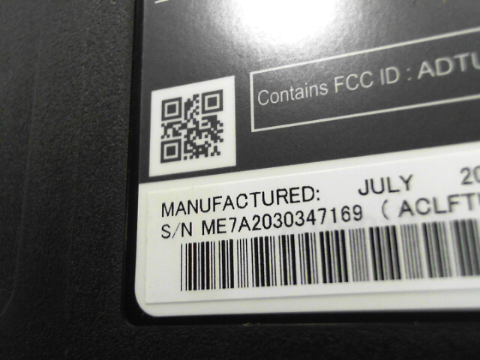 Contains FCC ID : ADTU
MANUFACTURED: JULY 20
S/N ME7A2030347169 ( ACLFT